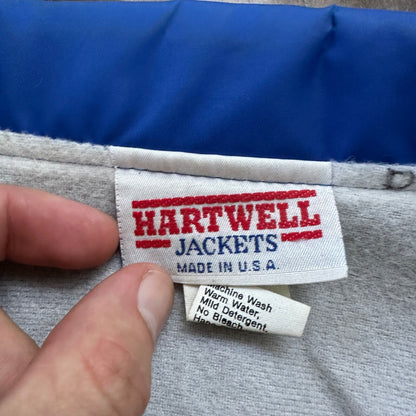 HARTWELL
JACKETS
MADE IN U.S.A.
Machine Wash
Warm Water,
Mild Detergent.
No Bleach